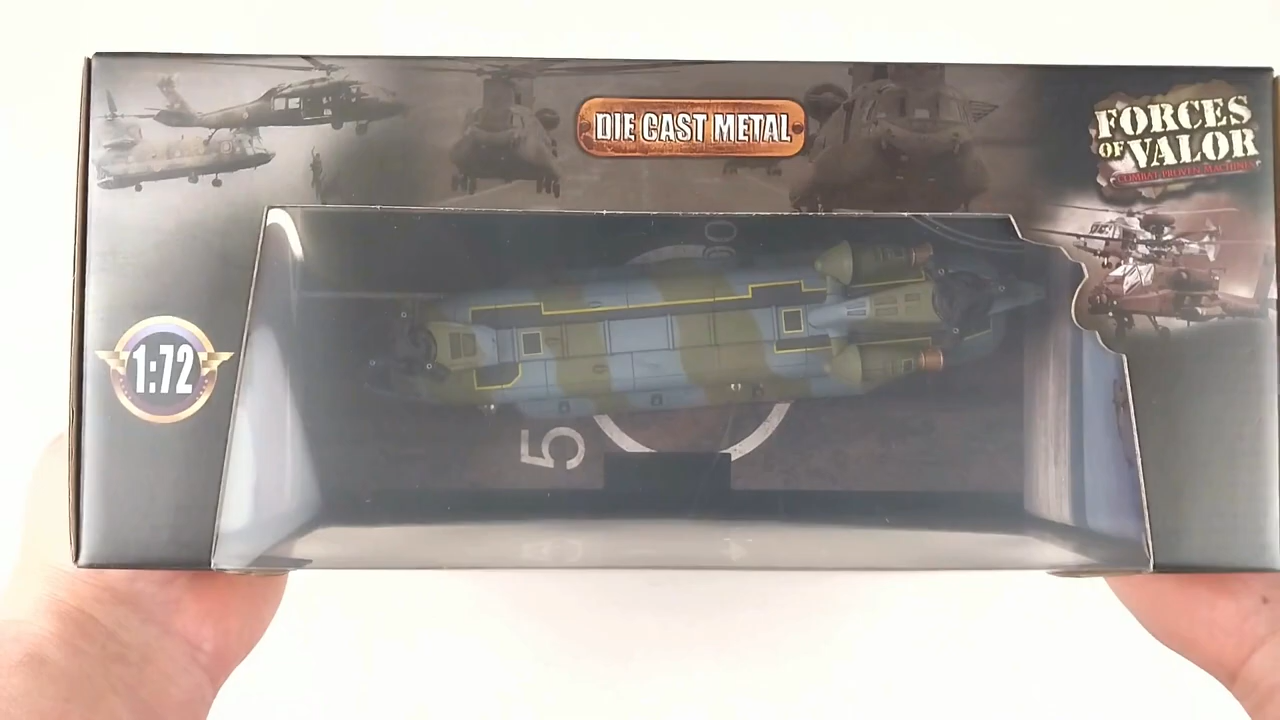 DIE CAST METAL
FORCES
OF VALOR
COMBAT PROVEN MACHINES
1:72
5